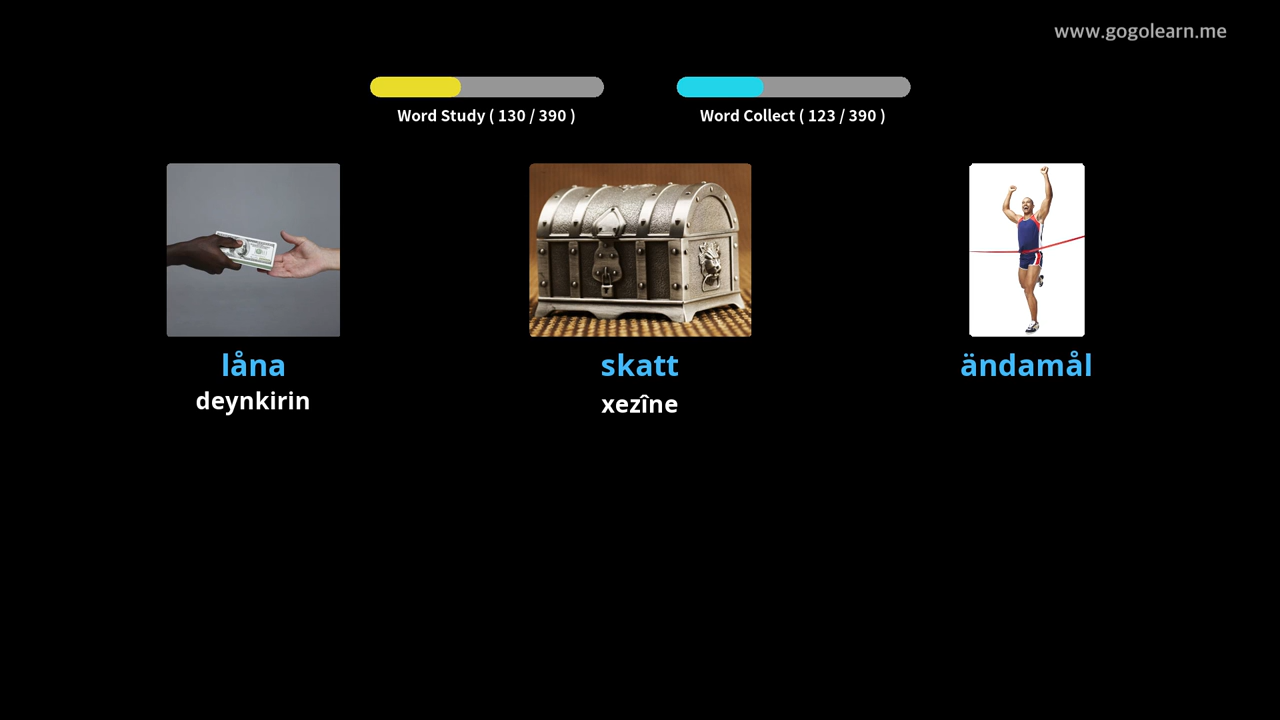 www.gogolearn.me
Word Study ( 130 / 390 )
Word Collect ( 123 / 390 )
låna
skatt
ändamål
deynkirin
xezîne